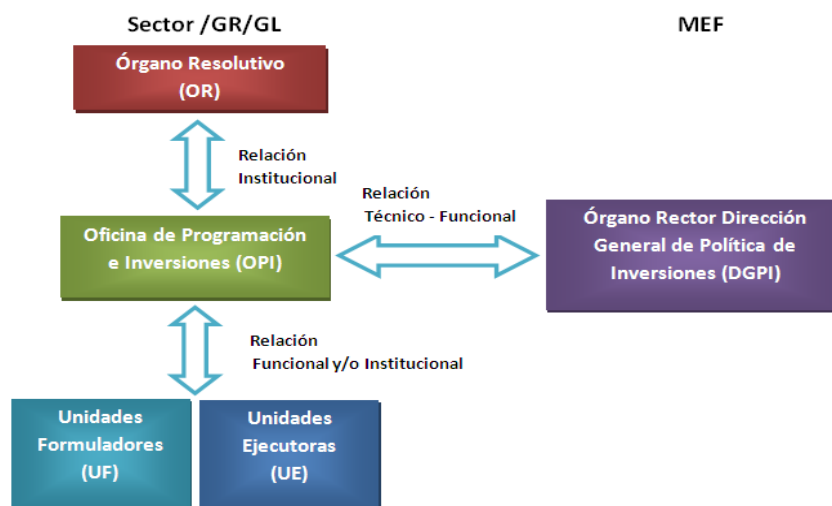 Sector /GR/GL
MEF
Órgano Resolutivo
(OR)
Relación
Institucional
Relación
Técnico - Funcional
Oficina de Programación
e Inversiones (OPI)
Órgano Rector Dirección
General de Política de
Inversiones (DGPI)
Relación
Funcional y/o Institucional
Unidades
Formuladores
(UF)
Unidades
Ejecutoras
(UE)